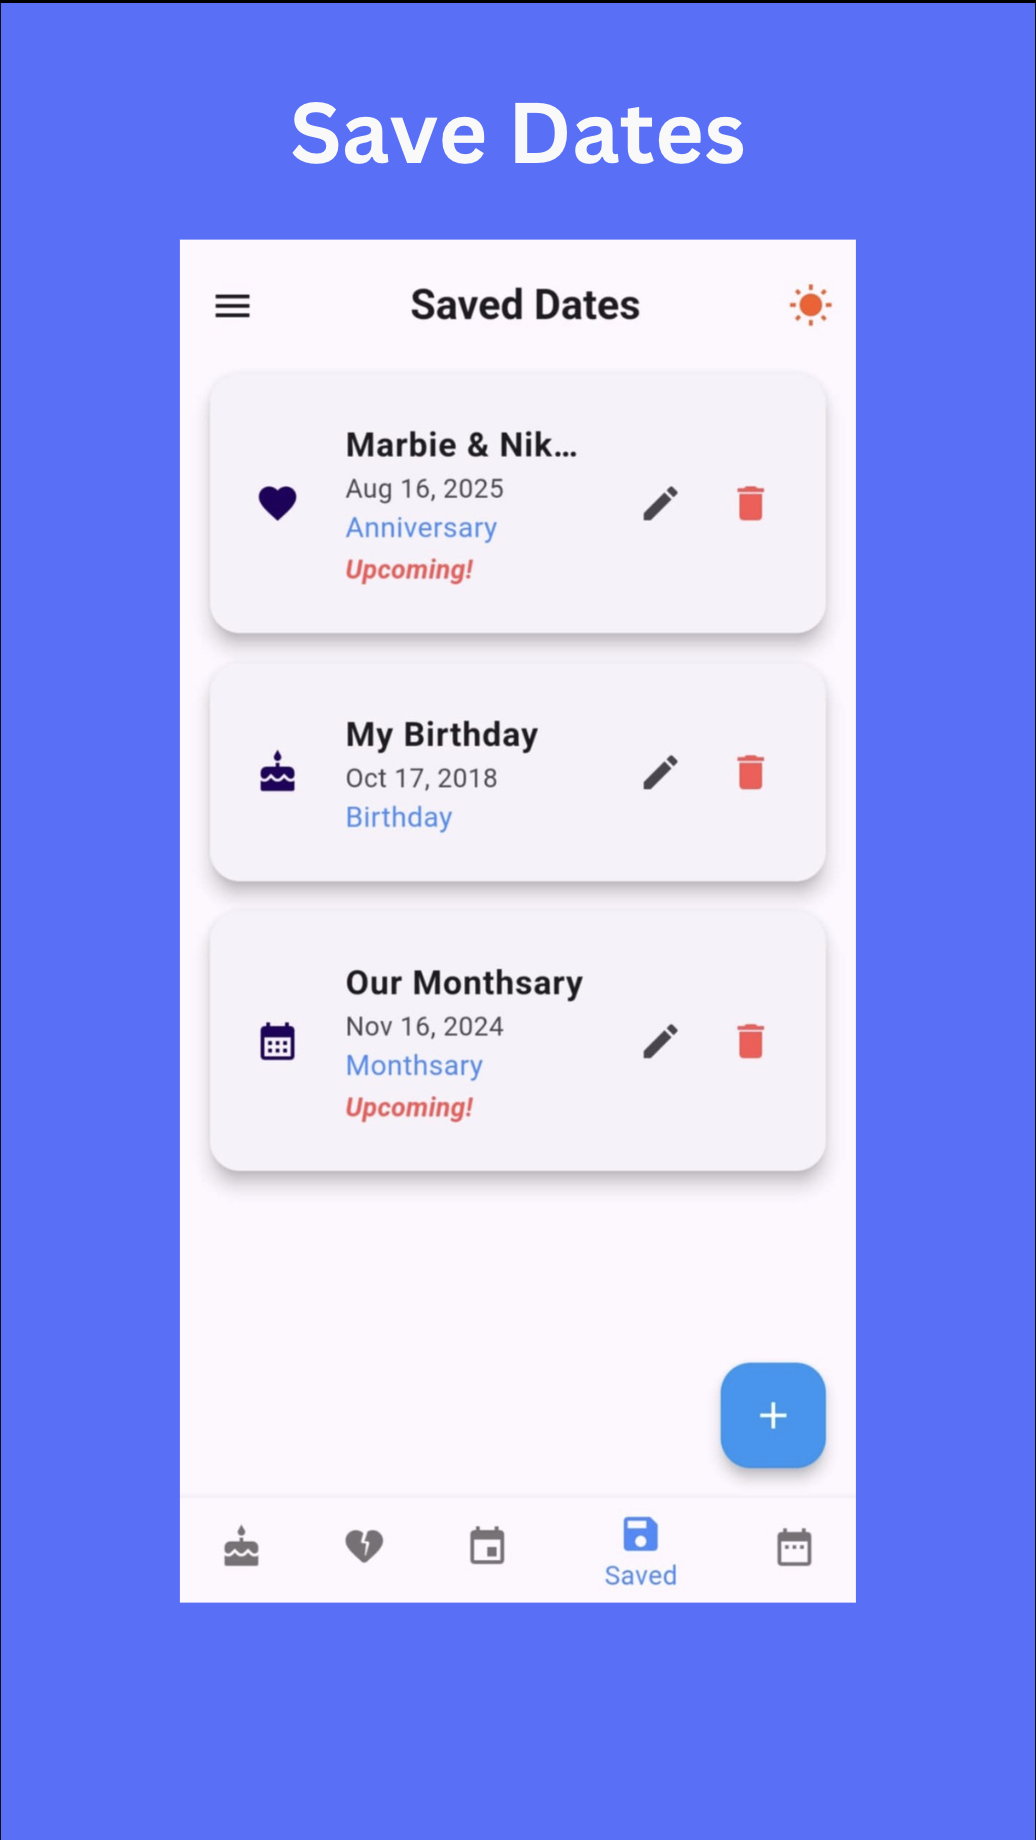 Save Dates
Saved Dates
Marbie & Nik...
Aug 16, 2025
Anniversary
Upcoming!
My Birthday
Oct 17, 2018
Birthday
Our Monthsary
Nov 16, 2024
Monthsary
Upcoming!
Saved